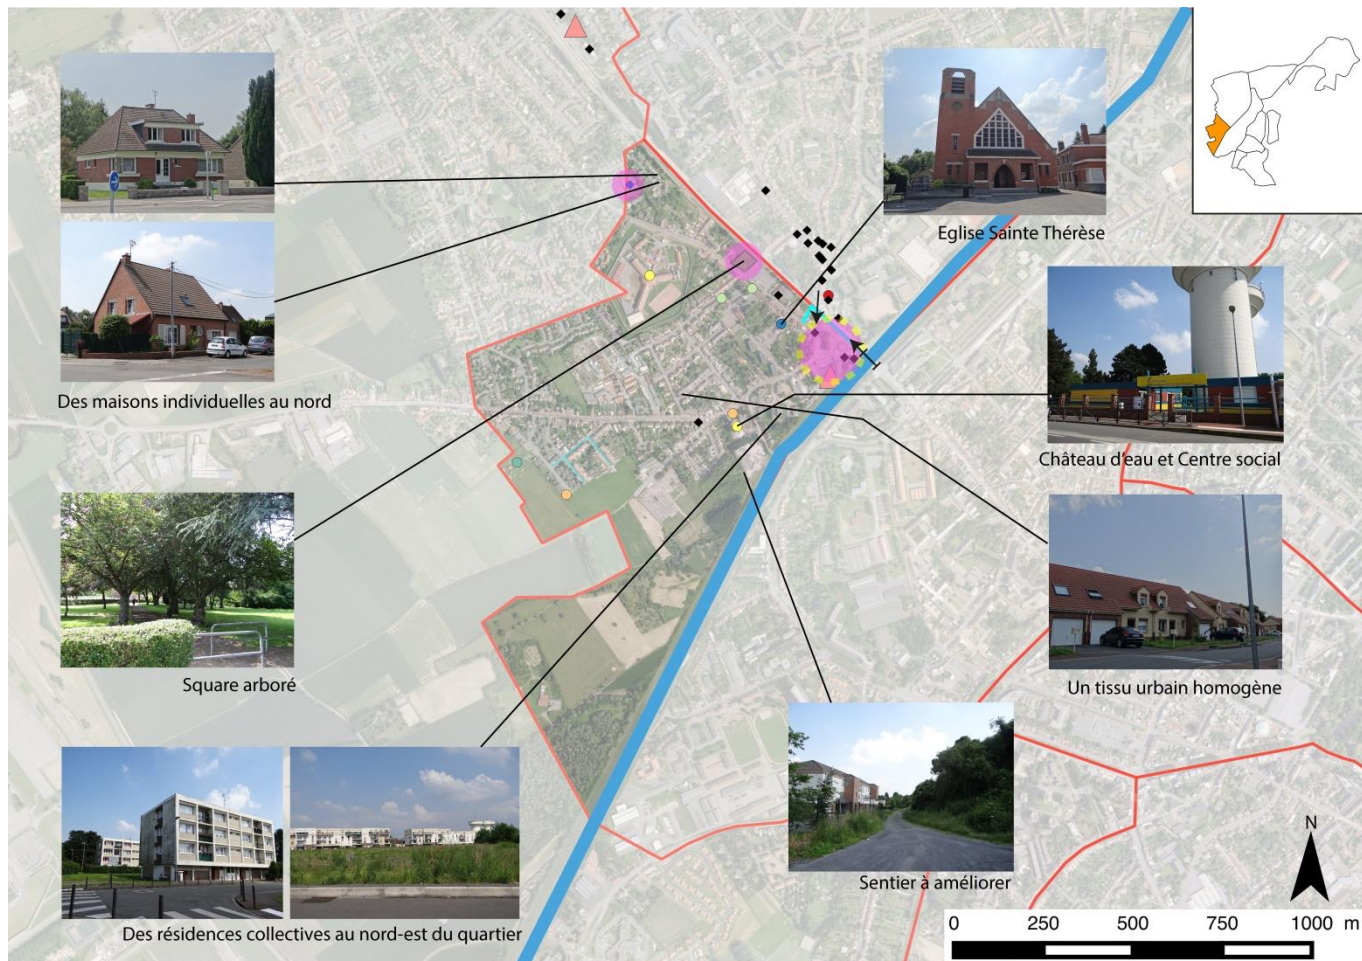 Eglise Sainte Thérèse
Des maisons individuelles au nord
Château d'eau et Centre social
Square arboré
Un tissu urbain homogène
Sentier à améliorer
Des résidences collectives au nord-est du quartier
N
0 250 500 750 1000 m